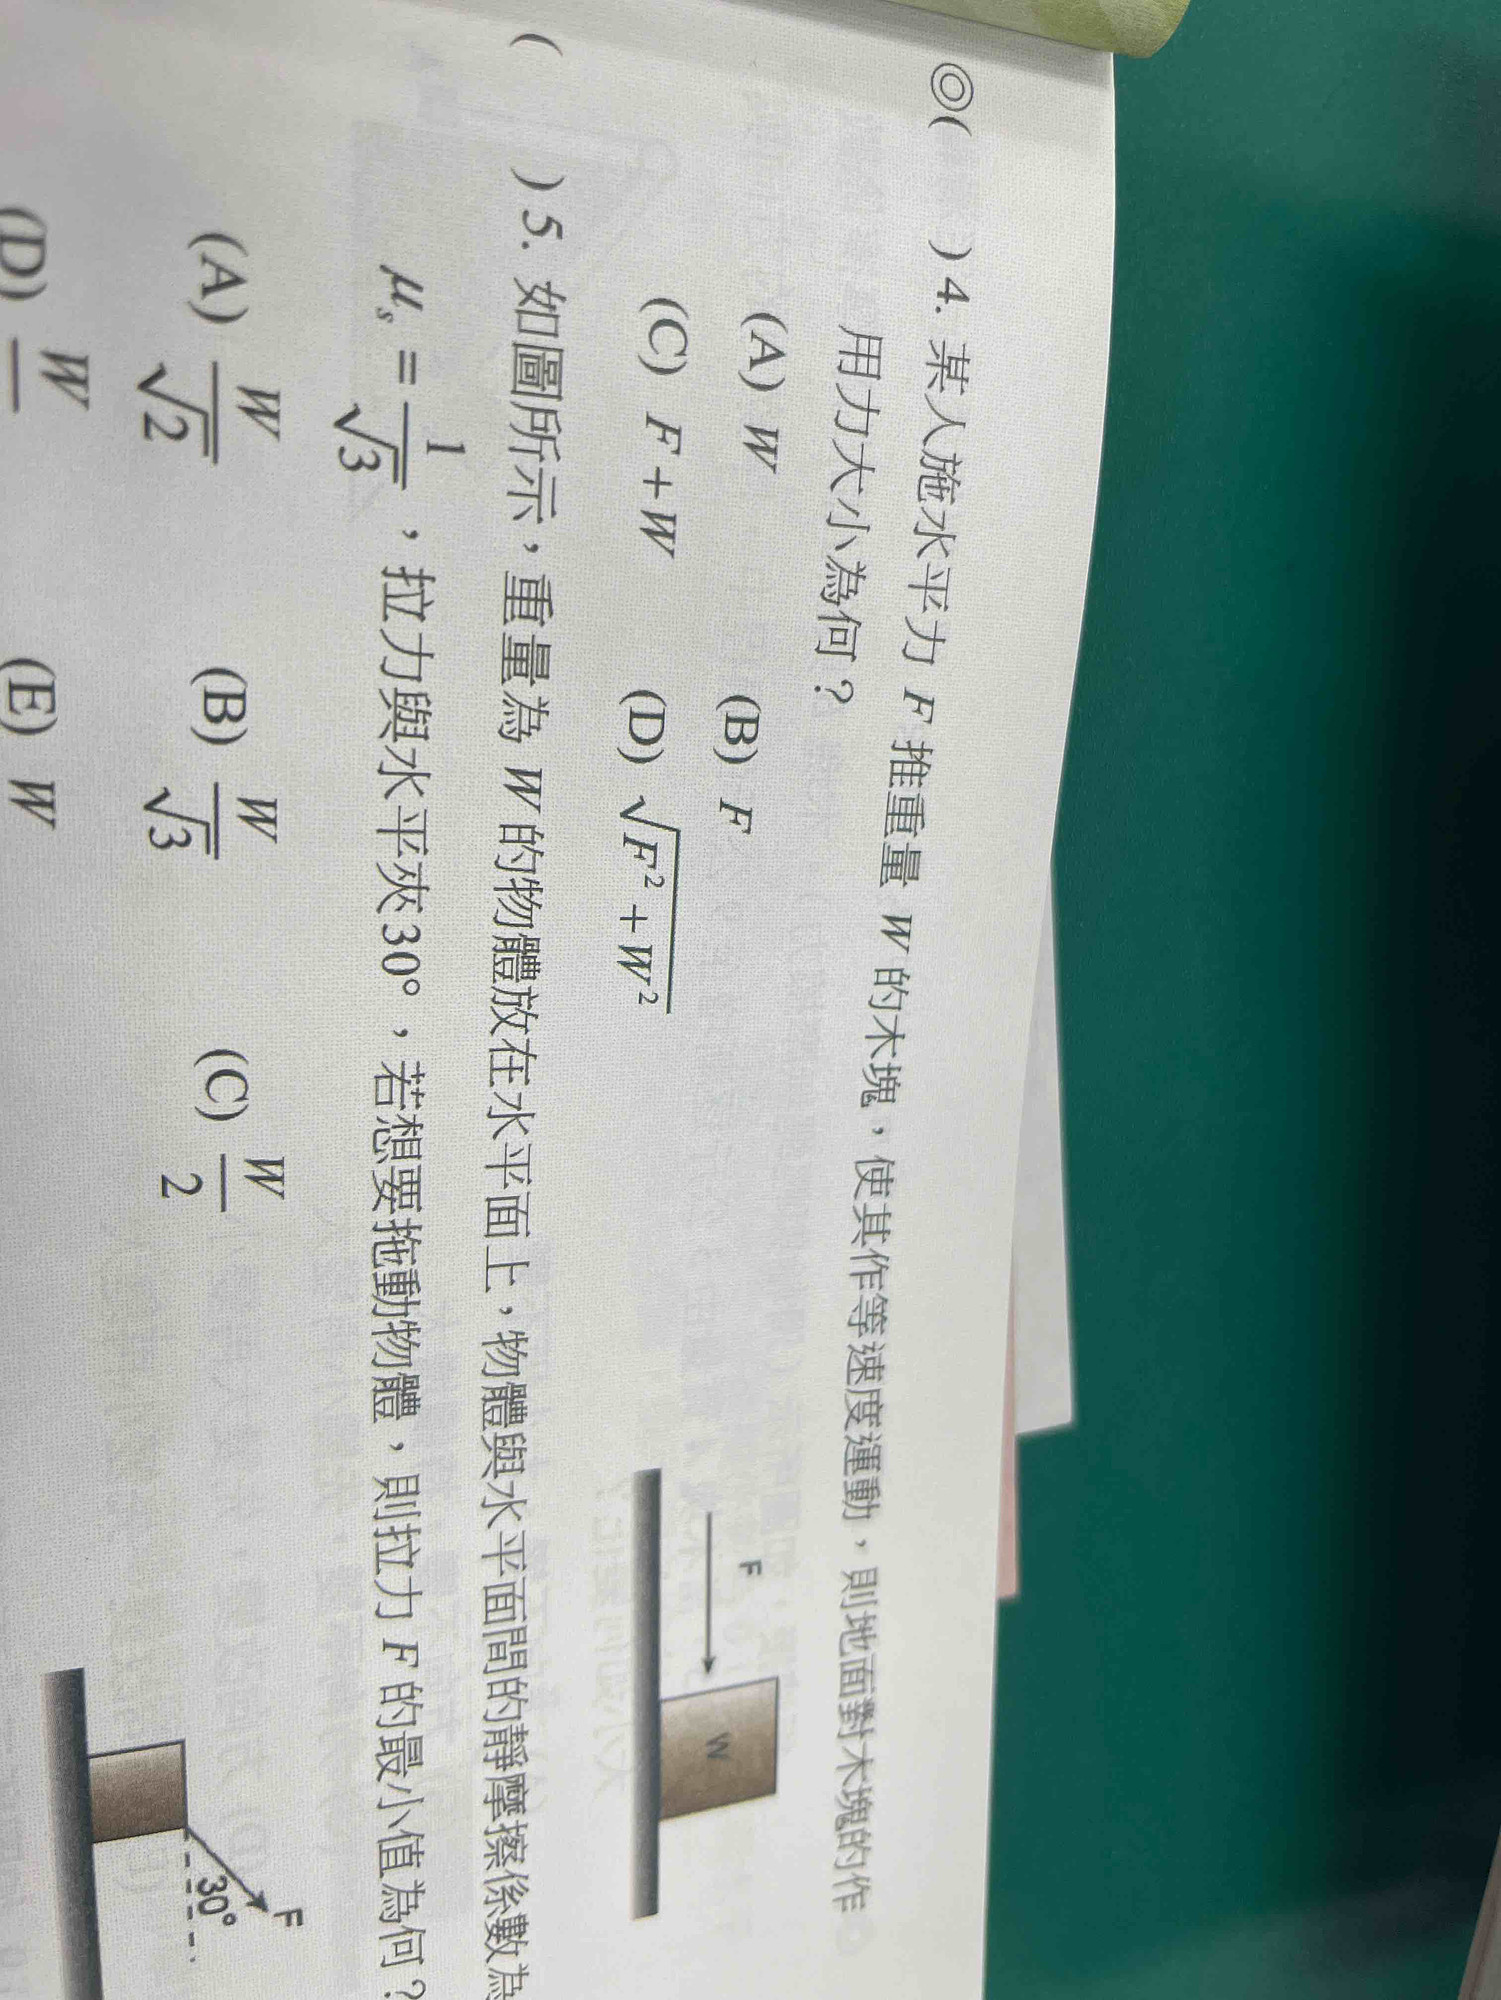 ◎( )4. 某人施水平力 F 推重量 W 的木塊，使其作等速度運動，則地面對木塊的作
用力大小為何？
(A) W (B) F
(C) F+W (D) √(F²+W²)
F
W
( )5. 如圖所示，重量為 W 的物體放在水平面上，物體與水平面間的靜摩擦係數為
μs = 1/√3，拉力與水平夾30°，若想要拖動物體，則拉力 F 的最小值為何？
(A) W/√2 (B) W/√3 (C) W/2
F
30°
(D) W (E) W